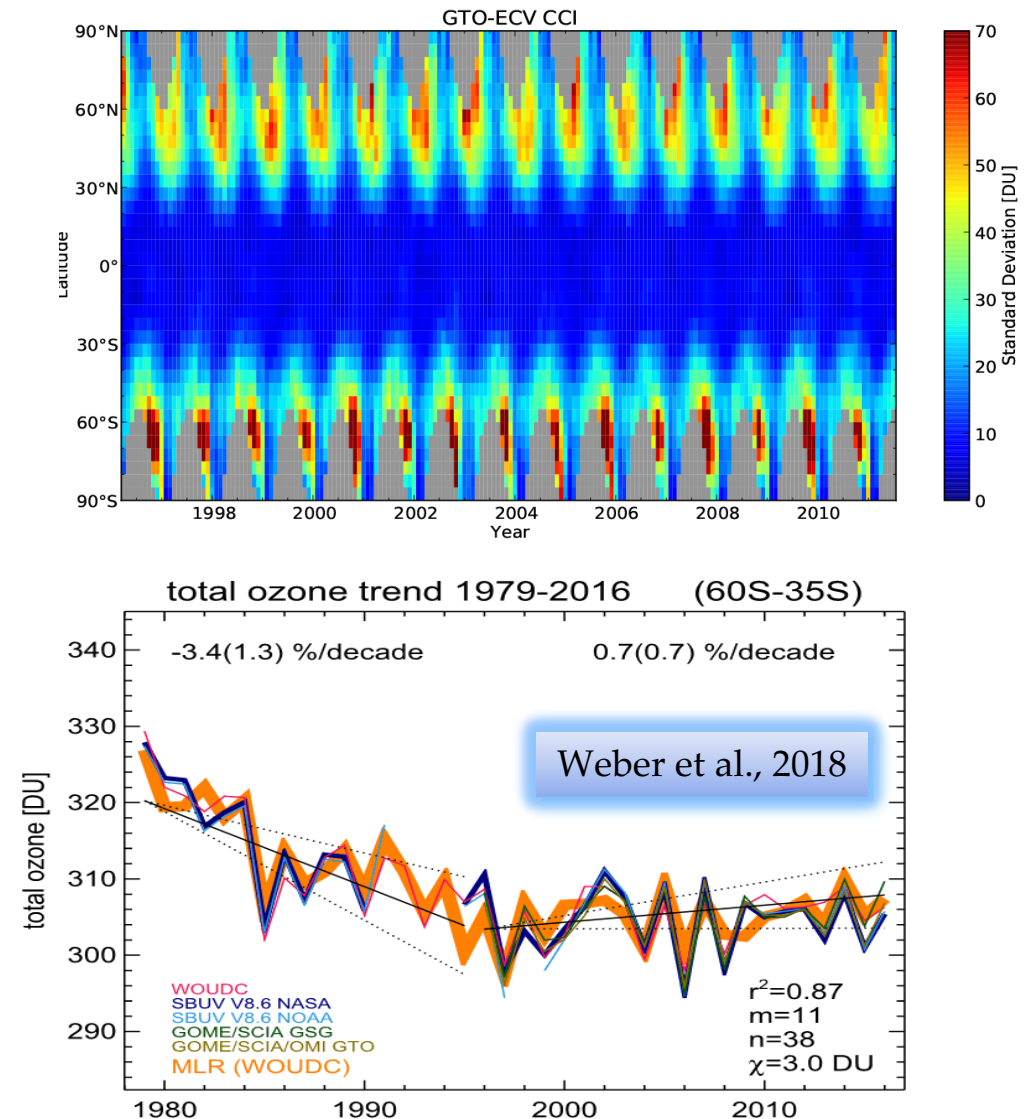 GTO-ECV CCI
90°N
60°N
30°N
0°
30°S
60°S
90°S
Latitude
1998 2000 2002 2004 2006 2008 2010
Year
70
60
50
40
30
20
10
0
Standard Deviation [DU]
total ozone trend 1979-2016 (60S-35S)
-3.4(1.3) %/decade 0.7(0.7) %/decade
Weber et al., 2018
340
330
320
310
300
290
total ozone [DU]
WOUDC
SBUV V8.6 NASA
SBUV V8.6 NOAA
GOME/SCIA GSG
GOME/SCIA/OMI GTO
MLR (WOUDC)
r²=0.87
m=11
n=38
χ=3.0 DU
1980 1990 2000 2010